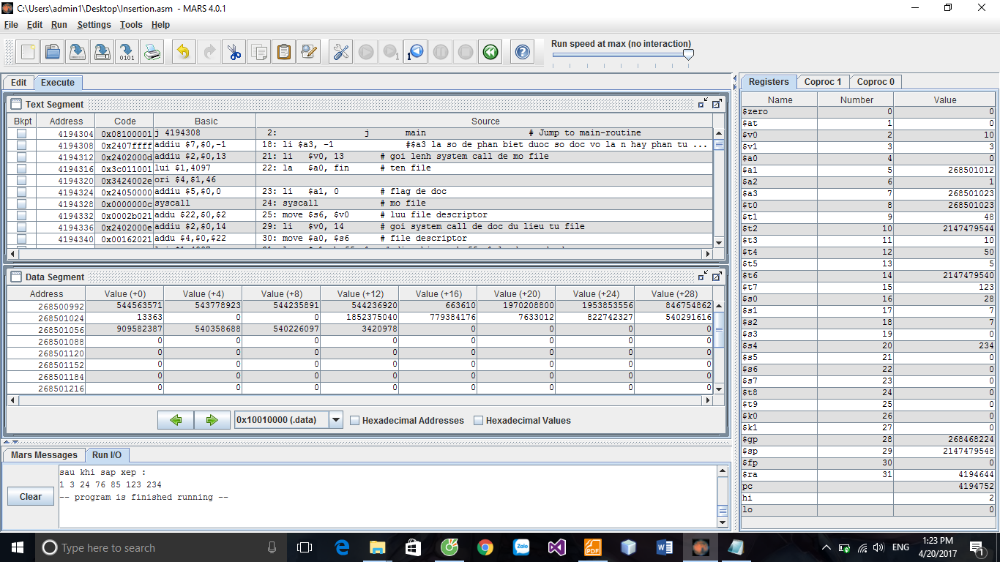 C:\Users\admin1\Desktop\Insertion.asm - MARS 4.0.1
File Edit Run Settings Tools Help
Run speed at max (no interaction)
Edit Execute
Text Segment
Bkpt Address Code Basic Source
4194304 0x08100001 j 4194308 2: j main # Jump to main-routine
4194308 0x2407ffff addiu $7,$0,-1 18: li $a3, -1 #$a3 la so de phan biet duoc so doc vo la n hay phan tu ...
4194312 0x2402000d addiu $2,$0,13 21: li $v0, 13 # goi lenh system call de mo file
4194316 0x3c011001 lui $1,4097 22: la $a0, fin # ten file
4194320 0x3424002e ori $4,$1,46
4194324 0x24050000 addiu $5,$0,0 23: li $a1, 0 # flag de doc
4194328 0x0000000c syscall 24: syscall # mo file
4194332 0x0002b021 addu $22,$0,$2 25: move $s6, $v0 # luu file descriptor
4194336 0x2402000e addiu $2,$0,14 29: li $v0, 14 # goi system call de doc du lieu tu file
4194340 0x00162021 addu $4,$0,$22 30: move $a0, $s6 # file descriptor
Data Segment
Address Value (+0) Value (+4) Value (+8) Value (+12) Value (+16) Value (+20) Value (+24) Value (+28)
268500992 544563571 543778923 544235891 544236920 663610 1970208800 1953853556 846754862
268501024 13363 0 0 1852375040 779384176 7633012 822742327 540291616
268501056 909582387 540358688 540226097 3420978 0 0 0 0
268501088 0 0 0 0 0 0 0 0
268501120 0 0 0 0 0 0 0 0
268501152 0 0 0 0 0 0 0 0
268501184 0 0 0 0 0 0 0 0
268501216 0 0 0 0 0 0 0 0
0x10010000 (.data) Hexadecimal Addresses Hexadecimal Values
Mars Messages Run I/O
Clear
sau khi sap xep :
1 3 24 76 85 123 234
-- program is finished running --
Registers Coproc 1 Coproc 0
Name Number Value
$zero 0 0
$at 1 0
$v0 2 10
$v1 3 3
$a0 4 0
$a1 5 268501012
$a2 6 1
$a3 7 268501023
$t0 8 268501023
$t1 9 48
$t2 10 2147479544
$t3 11 10
$t4 12 50
$t5 13 5
$t6 14 2147479540
$t7 15 123
$s0 16 28
$s1 17 7
$s2 18 7
$s3 19 0
$s4 20 234
$s5 21 0
$s6 22 0
$s7 23 0
$t8 24 0
$t9 25 0
$k0 26 0
$k1 27 0
$gp 28 268468224
$sp 29 2147479548
$fp 30 0
$ra 31 4194644
pc 4194752
hi 2
lo 0
Type here to search
Zalo
PDF
ENG
1:23 PM
4/20/2017
1